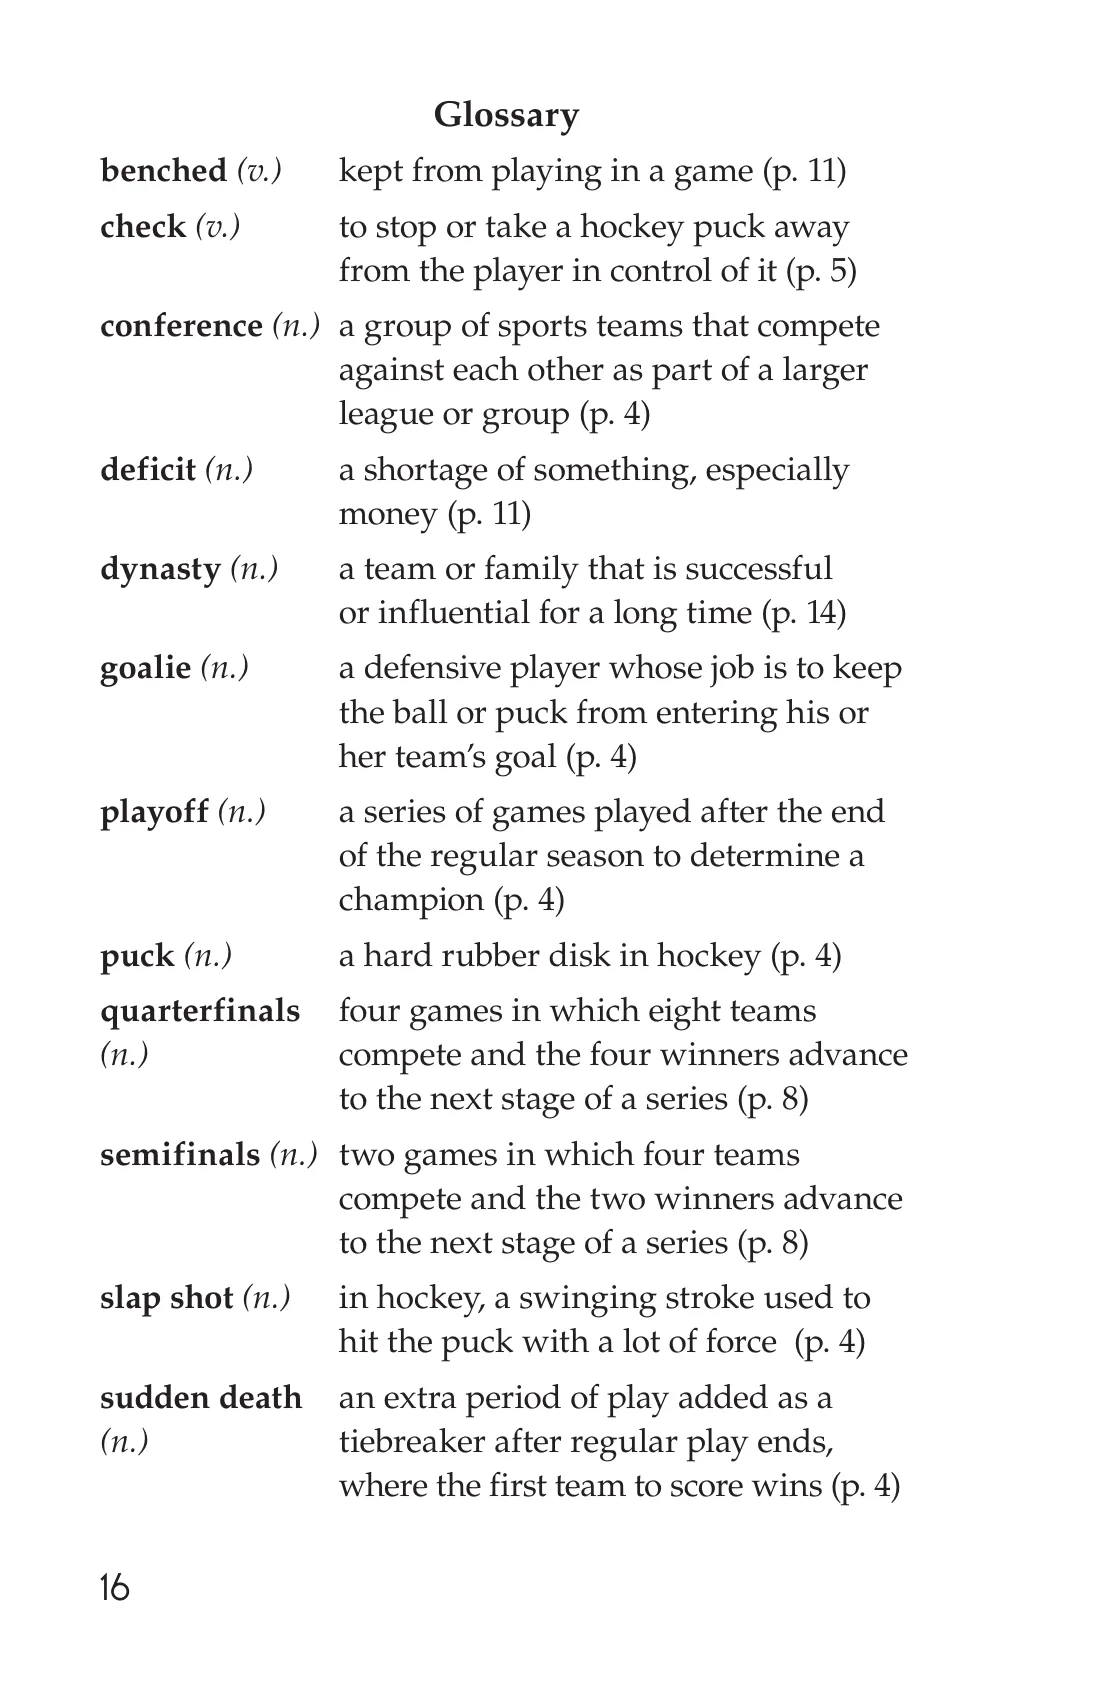 Glossary
benched (v.) kept from playing in a game (p. 11)
check (v.) to stop or take a hockey puck away
from the player in control of it (p. 5)
conference (n.) a group of sports teams that compete
against each other as part of a larger
league or group (p. 4)
deficit (n.) a shortage of something, especially
money (p. 11)
dynasty (n.) a team or family that is successful
or influential for a long time (p. 14)
goalie (n.) a defensive player whose job is to keep
the ball or puck from entering his or
her team’s goal (p. 4)
playoff (n.) a series of games played after the end
of the regular season to determine a
champion (p. 4)
puck (n.) a hard rubber disk in hockey (p. 4)
quarterfinals four games in which eight teams
(n.) compete and the four winners advance
to the next stage of a series (p. 8)
semifinals (n.) two games in which four teams
compete and the two winners advance
to the next stage of a series (p. 8)
slap shot (n.) in hockey, a swinging stroke used to
hit the puck with a lot of force (p. 4)
sudden death an extra period of play added as a
(n.) tiebreaker after regular play ends,
where the first team to score wins (p. 4)
16